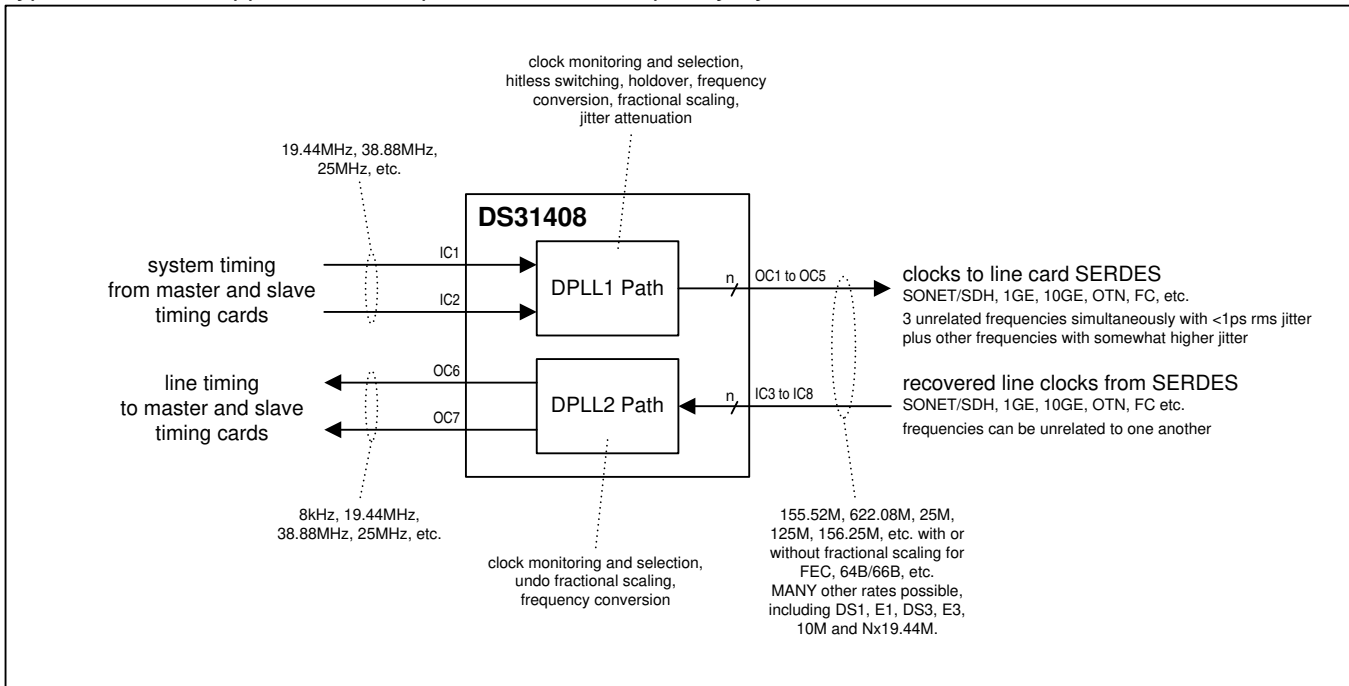 clock monitoring and selection,
hitless switching, holdover, frequency
conversion, fractional scaling,
jitter attenuation
19.44MHz, 38.88MHz,
25MHz, etc.
DS31408
system timing
from master and slave
timing cards
IC1
IC2
DPLL1 Path
n
OC1 to OC5
clocks to line card SERDES
SONET/SDH, 1GE, 10GE, OTN, FC, etc.
3 unrelated frequencies simultaneously with <1ps rms jitter
plus other frequencies with somewhat higher jitter
line timing
to master and slave
timing cards
OC6
OC7
DPLL2 Path
n
IC3 to IC8
recovered line clocks from SERDES
SONET/SDH, 1GE, 10GE, OTN, FC etc.
frequencies can be unrelated to one another
8kHz, 19.44MHz,
38.88MHz, 25MHz, etc.
clock monitoring and selection,
undo fractional scaling,
frequency conversion
155.52M, 622.08M, 25M,
125M, 156.25M, etc. with or
without fractional scaling for
FEC, 64B/66B, etc.
MANY other rates possible,
including DS1, E1, DS3, E3,
10M and Nx19.44M.